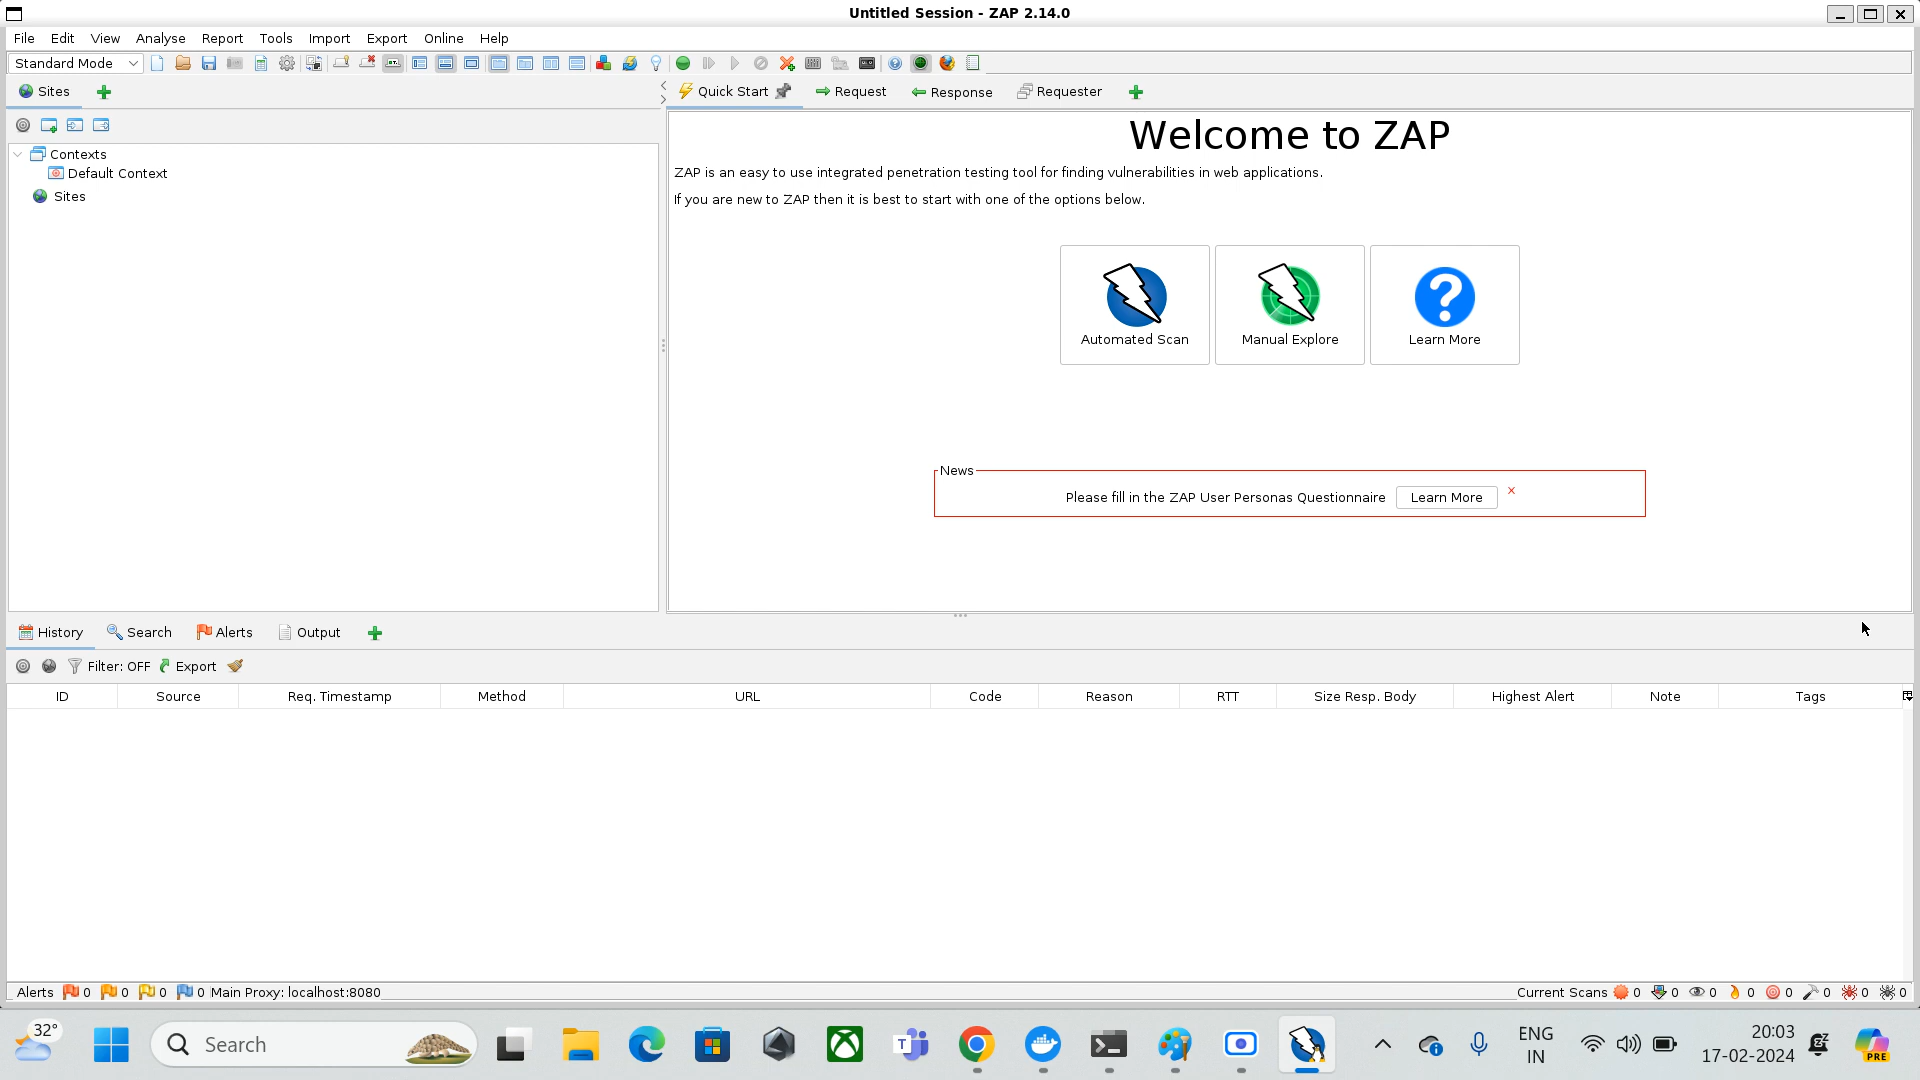 Untitled Session - ZAP 2.14.0
File Edit View Analyse Report Tools Import Export Online Help
Standard Mode
Sites
Quick Start Request Response Requester
Contexts
Default Context
Sites
Welcome to ZAP
ZAP is an easy to use integrated penetration testing tool for finding vulnerabilities in web applications.
If you are new to ZAP then it is best to start with one of the options below.
Automated Scan Manual Explore Learn More
News
Please fill in the ZAP User Personas Questionnaire Learn More X
History Search Alerts Output
Filter: OFF Export
ID Source Req. Timestamp Method URL Code Reason RTT Size Resp. Body Highest Alert Note Tags
Alerts 0 0 0 0 Main Proxy: localhost:8080 Current Scans 0 0 0 0 0 0 0 0
32°
Search
ENG
IN
20:03
17-02-2024
PRE